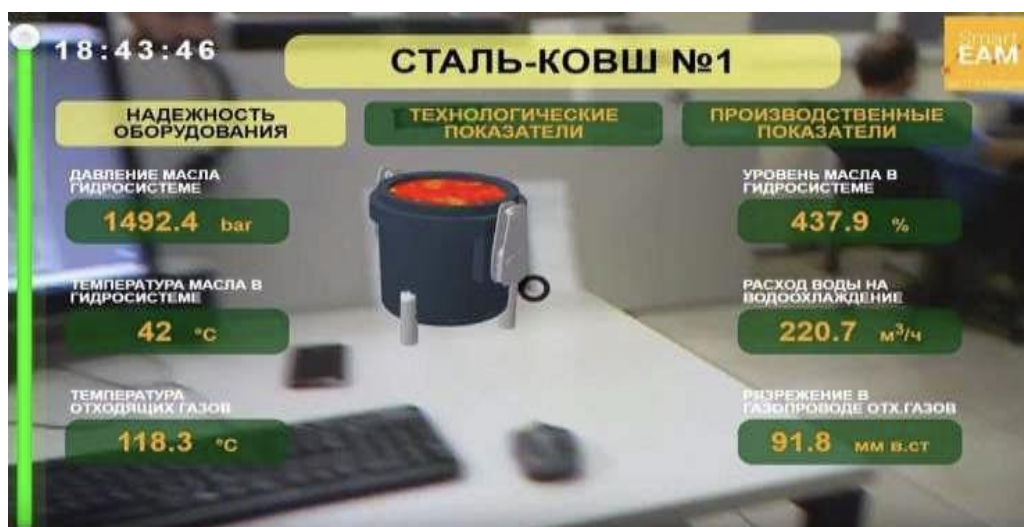 18:43:46
СТАЛЬ-КОВШ №1
Smart
EAM
НАДЕЖНОСТЬ
ОБОРУДОВАНИЯ
ТЕХНОЛОГИЧЕСКИЕ
ПОКАЗАТЕЛИ
ПРОИЗВОДСТВЕННЫЕ
ПОКАЗАТЕЛИ
ДАВЛЕНИЕ МАСЛА
ГИДРОСИСТЕМЕ
1492.4 bar
УРОВЕНЬ МАСЛА В
ГИДРОСИСТЕМЕ
437.9 %
ТЕМПЕРАТУРА МАСЛА В
ГИДРОСИСТЕМЕ
42 °C
РАСХОД ВОДЫ НА
ВОДООХЛАЖДЕНИЕ
220.7 м³/ч
ТЕМПЕРАТУРА
ОТХОДЯЩИХ ГАЗОВ
118.3 °C
РАЗРЕЖЕНИЕ В
ГАЗОПРОВОДЕ ОТХ.ГАЗОВ
91.8 мм в.ст